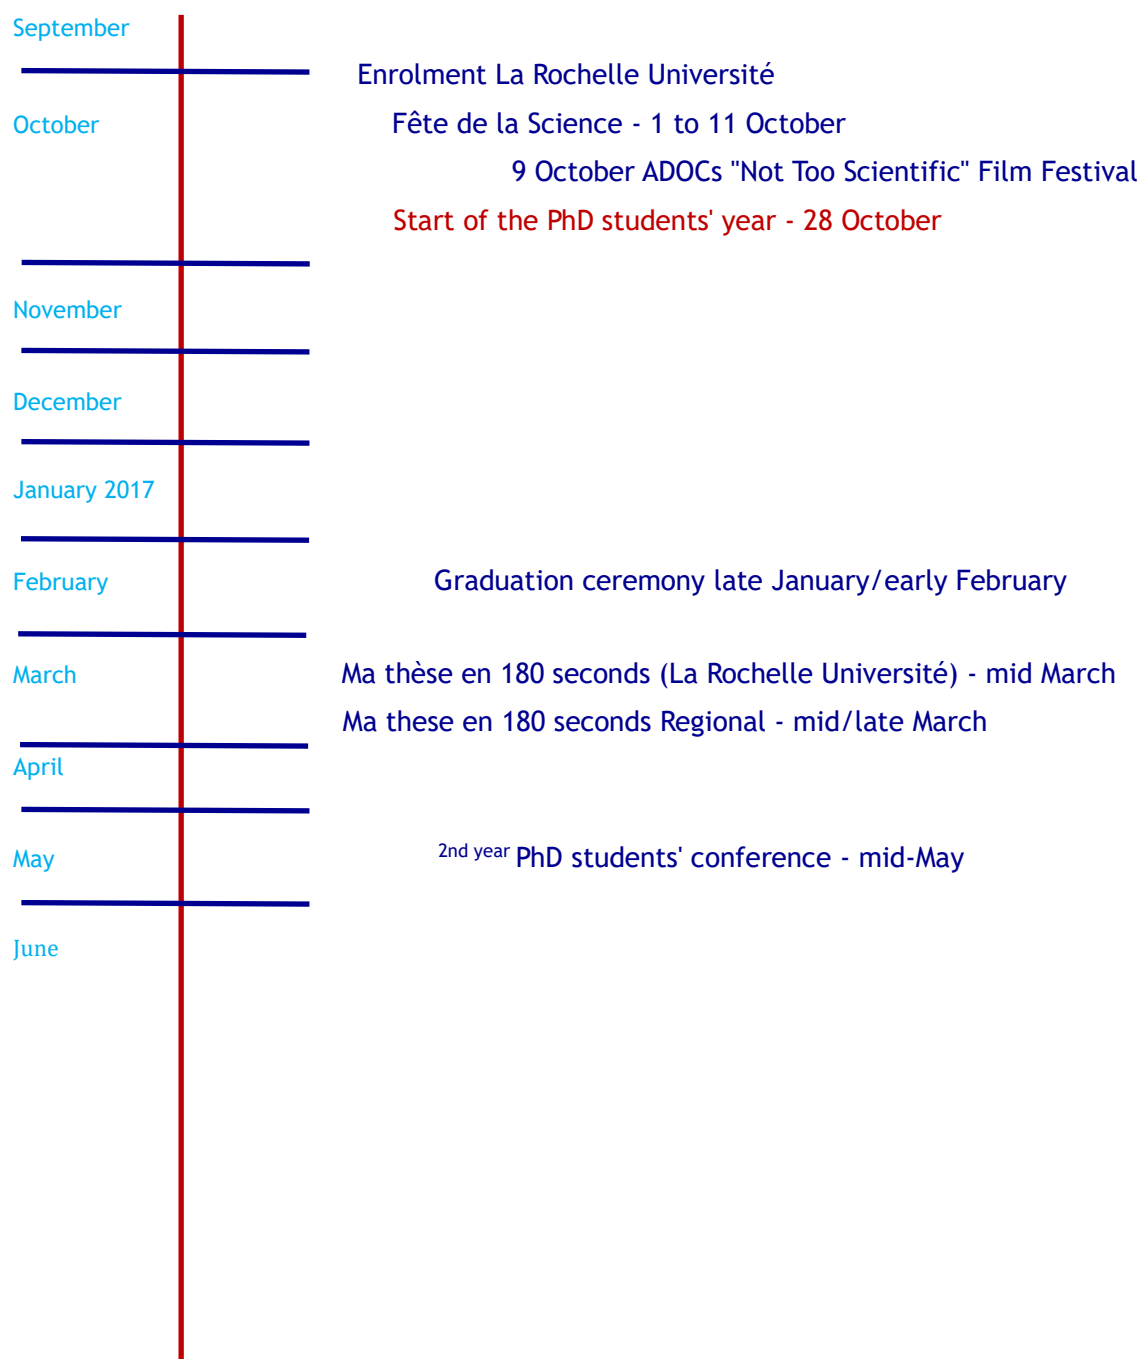 September
Enrolment La Rochelle Université
October
Fête de la Science - 1 to 11 October
9 October ADOCs "Not Too Scientific" Film Festival
Start of the PhD students' year - 28 October
November
December
January 2017
February
Graduation ceremony late January/early February
March
Ma thèse en 180 seconds (La Rochelle Université) - mid March
Ma these en 180 seconds Regional - mid/late March
April
May
2nd year PhD students' conference - mid-May
June